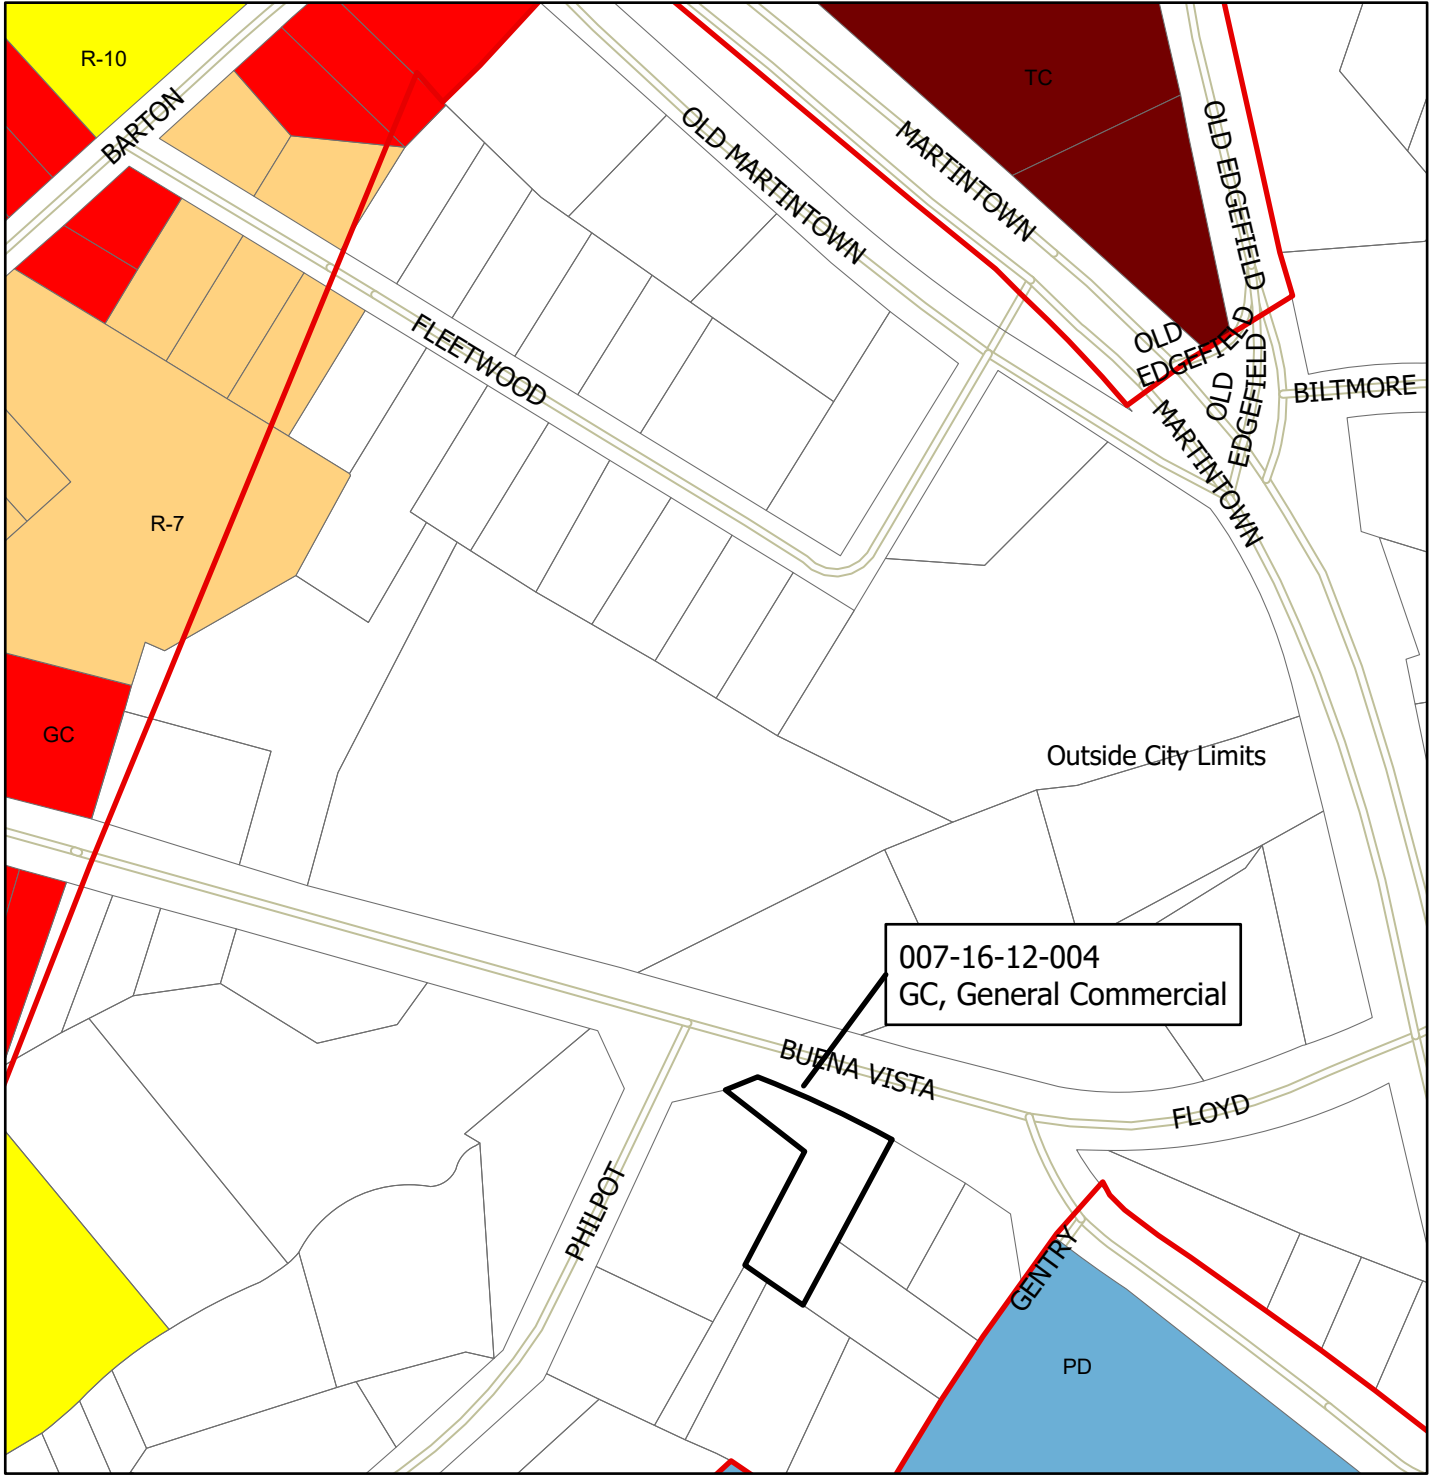 R-10
TC
BARTON
OLD MARTINTOWN
MARTINTOWN
OLD EDGEFIELD
OLD
EDGEFIELD
OLD
EDGEFIELD
BILTMORE
FLEETWOOD
MARTINTOWN
R-7
GC
Outside City Limits
007-16-12-004
GC, General Commercial
BUENA VISTA
FLOYD
PHILPOT
GENTRY
PD